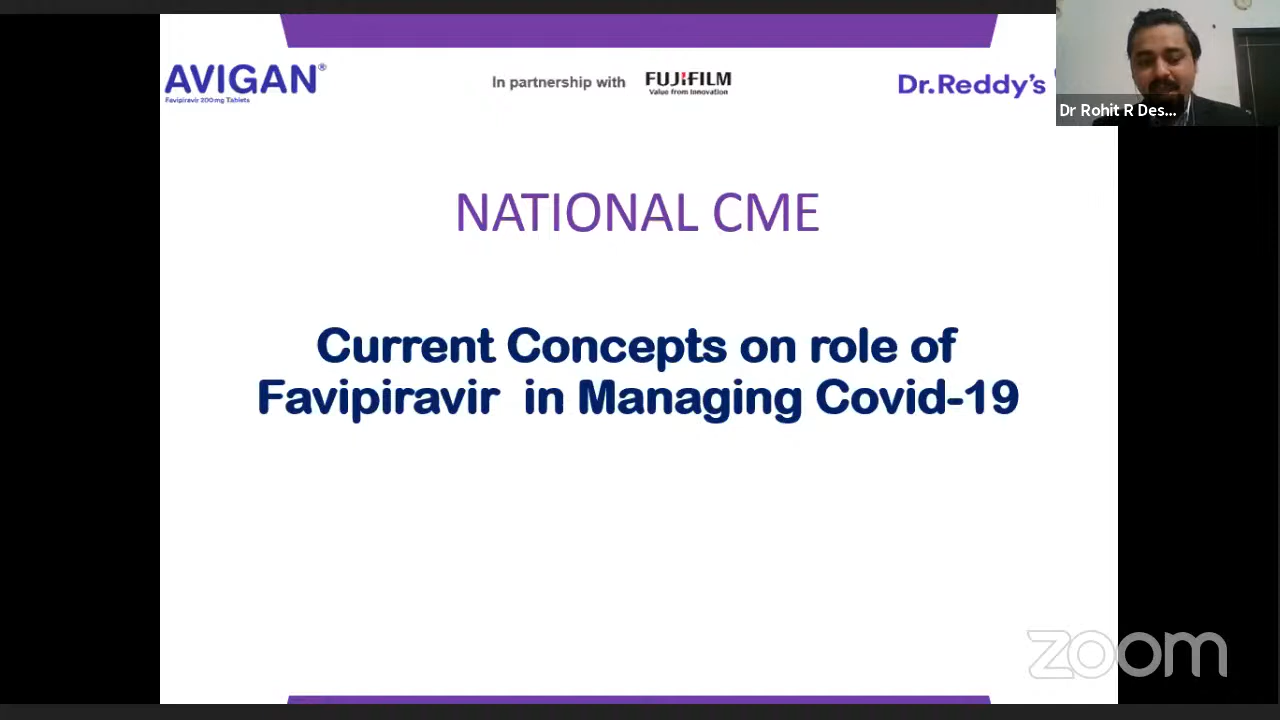 AVIGAN®
Favipiravir 200mg Tablets
In partnership with
FUJIFILM
Value from Innovation
Dr.Reddy's
Dr Rohit R Des...
NATIONAL CME
Current Concepts on role of
Favipiravir in Managing Covid-19
zoom